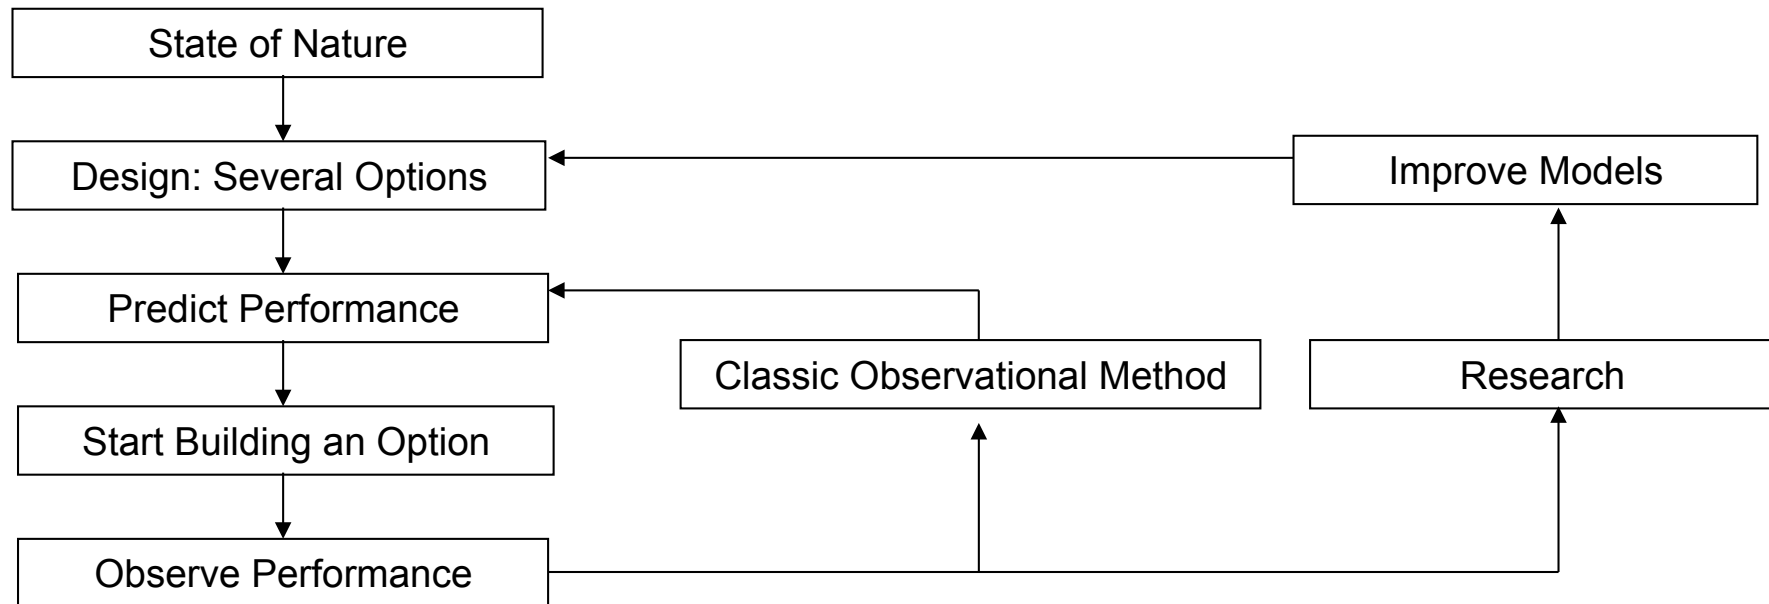 State of Nature
Design: Several Options
Improve Models
Predict Performance
Classic Observational Method
Research
Start Building an Option
Observe Performance